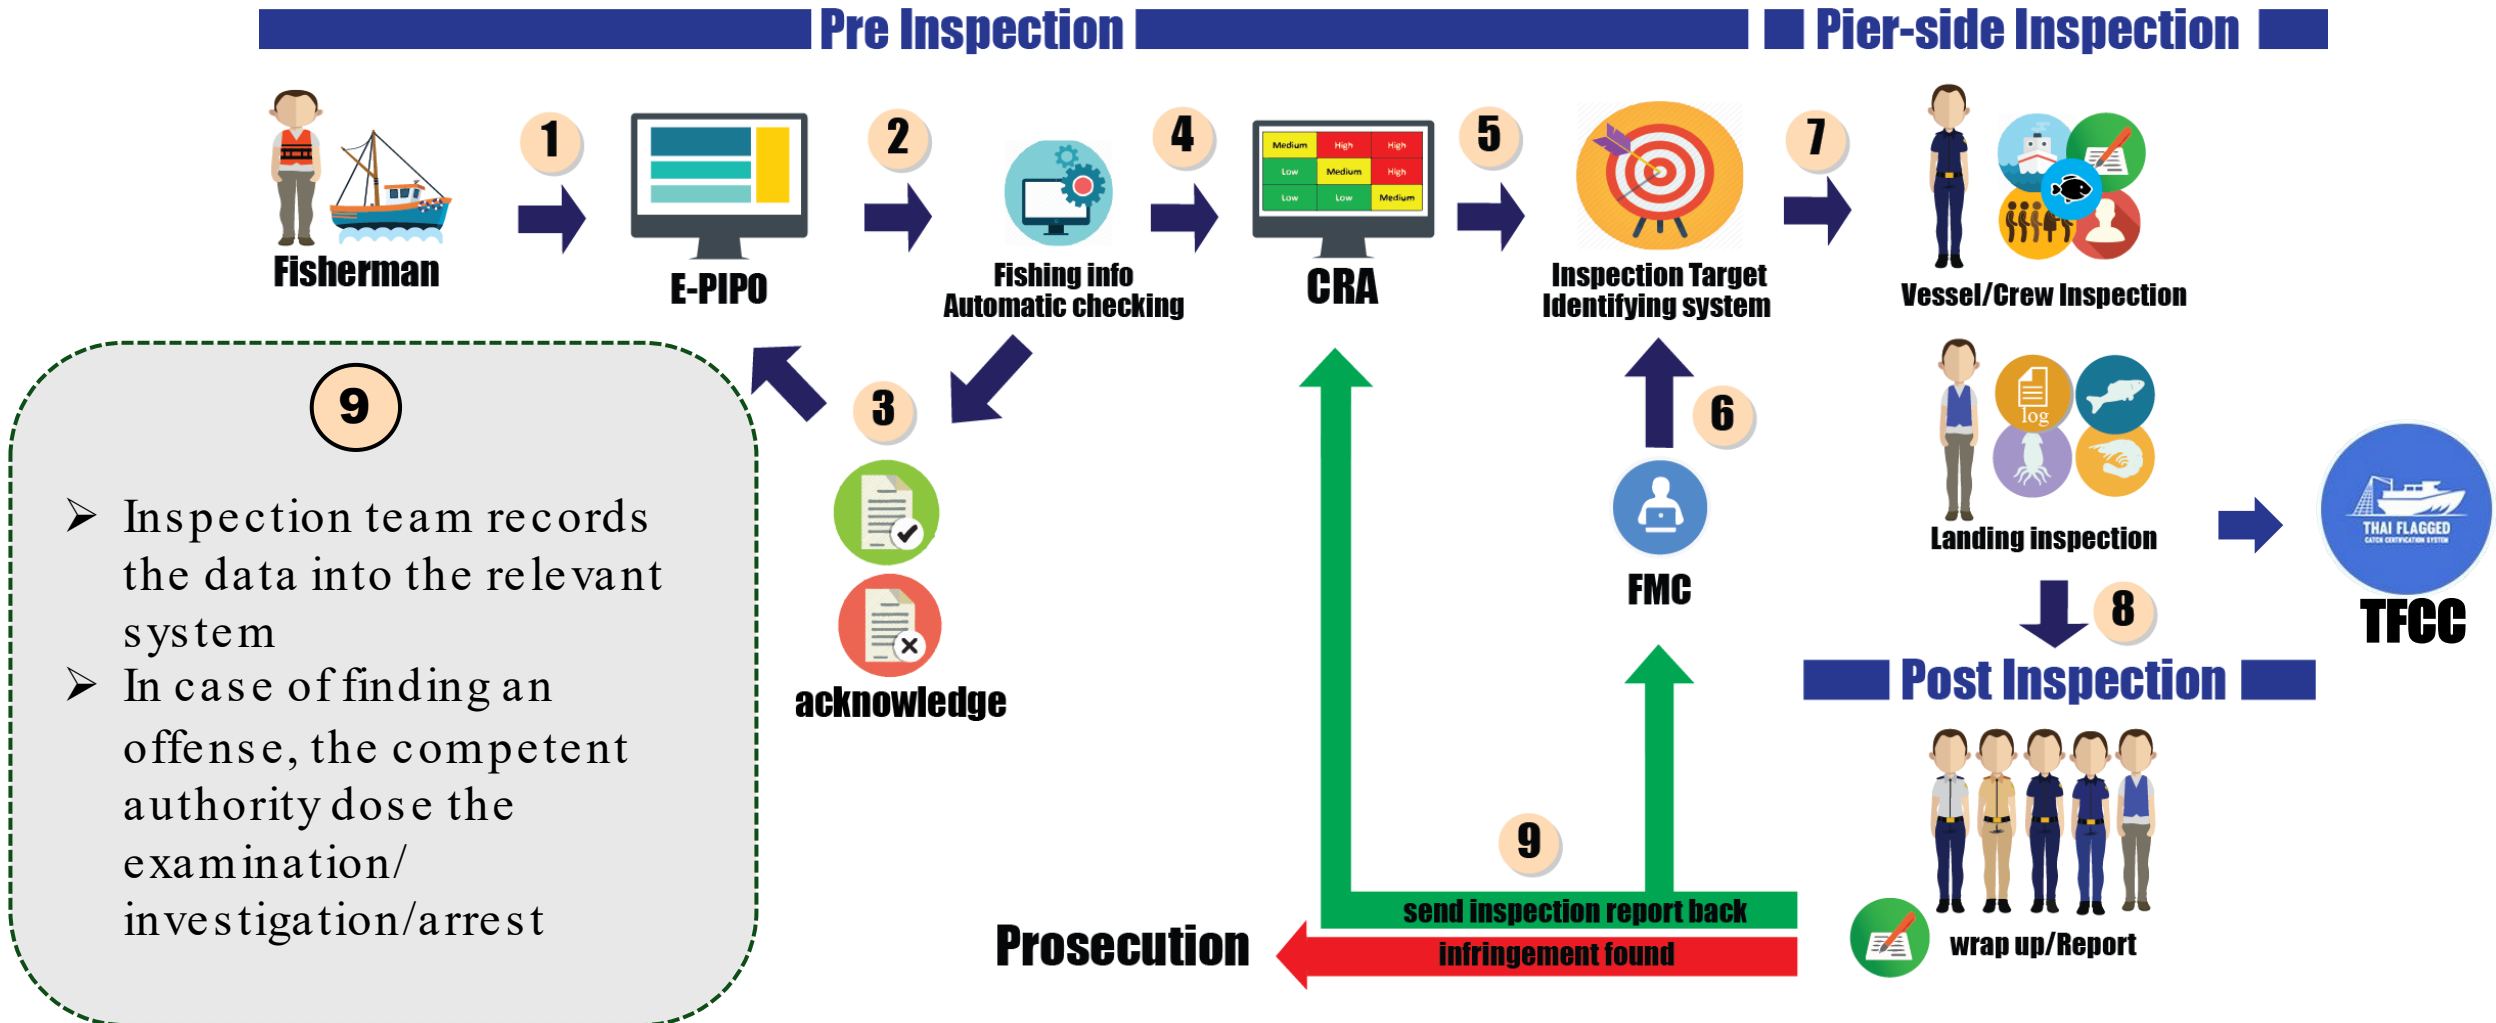 Pre Inspection
Pier-side Inspection
1
2
4
5
7
Medium High High
Low Medium High
Low Low Medium
Fisherman
E-PIPO
Fishing info
Automatic checking
CRA
Inspection Target
Identifying system
Vessel/Crew Inspection
9
➢ Inspection team records
the data into the relevant
system
➢ In case of finding an
offense, the competent
authority dose the
examination/
investigation/arrest
3
acknowledge
6
FMC
log
Landing inspection
THAI FLAGGED
CATCH CERTIFICATION SYSTEM
TFCC
8
Post Inspection
9
send inspection report back
infringement found
Prosecution
wrap up/Report